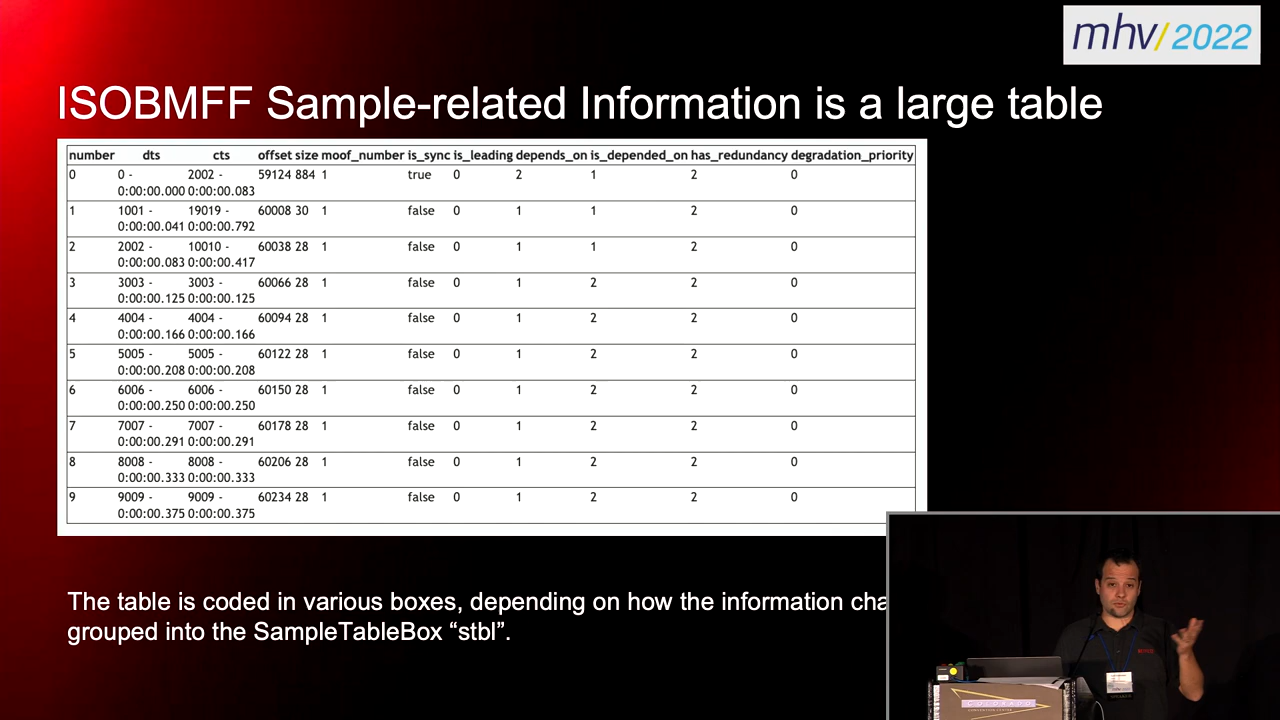 mhv/2022
ISOBMFF Sample-related Information is a large table
number dts cts offset size moof_number is_sync is_leading depends_on is_depended_on has_redundancy degradation_priority
0 0 - 2002 - 59124 884 1 true 0 2 1 2 0
0:00:00.000 0:00:00.083
1 1001 - 19019 - 60008 30 1 false 0 1 1 2 0
0:00:00.041 0:00:00.792
2 2002 - 10010 - 60038 28 1 false 0 1 1 2 0
0:00:00.083 0:00:00.417
3 3003 - 3003 - 60066 28 1 false 0 1 2 2 0
0:00:00.125 0:00:00.125
4 4004 - 4004 - 60094 28 1 false 0 1 2 2 0
0:00:00.166 0:00:00.166
5 5005 - 5005 - 60122 28 1 false 0 1 2 2 0
0:00:00.208 0:00:00.208
6 6006 - 6006 - 60150 28 1 false 0 1 2 2 0
0:00:00.250 0:00:00.250
7 7007 - 7007 - 60178 28 1 false 0 1 2 2 0
0:00:00.291 0:00:00.291
8 8008 - 8008 - 60206 28 1 false 0 1 2 2 0
0:00:00.333 0:00:00.333
9 9009 - 9009 - 60234 28 1 false 0 1 2 2 0
0:00:00.375 0:00:00.375
The table is coded in various boxes, depending on how the information cha
grouped into the SampleTableBox “stbl”.
COLORADO
CONVENTION CENTER